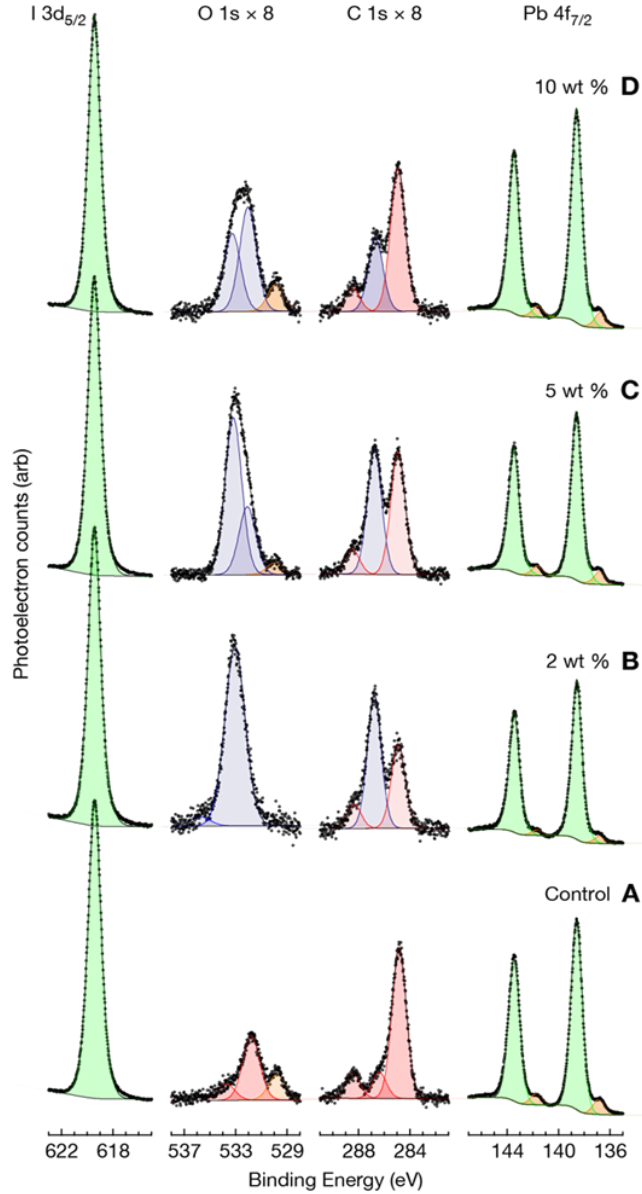 I 3d5/2 O 1s × 8 C 1s × 8 Pb 4f7/2
10 wt % D
5 wt % C
Photoelectron counts (arb)
2 wt % B
Control A
622 618 537 533 529 288 284 144 140 136
Binding Energy (eV)